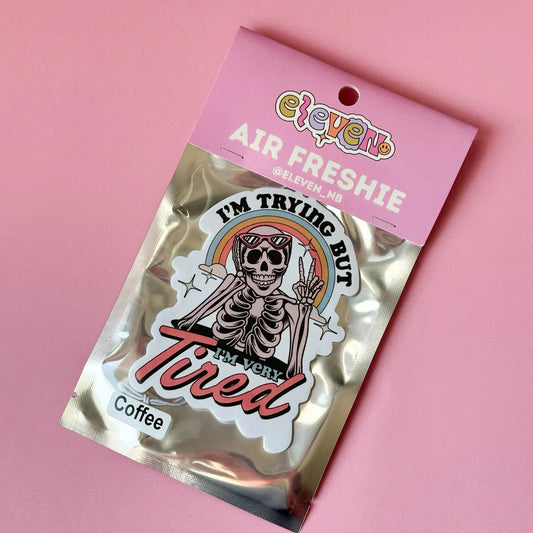 eleven
AIR FRESHIE
@ELEVEN_NB
I'M TRYING BUT
I'M VERY
Tired
Coffee